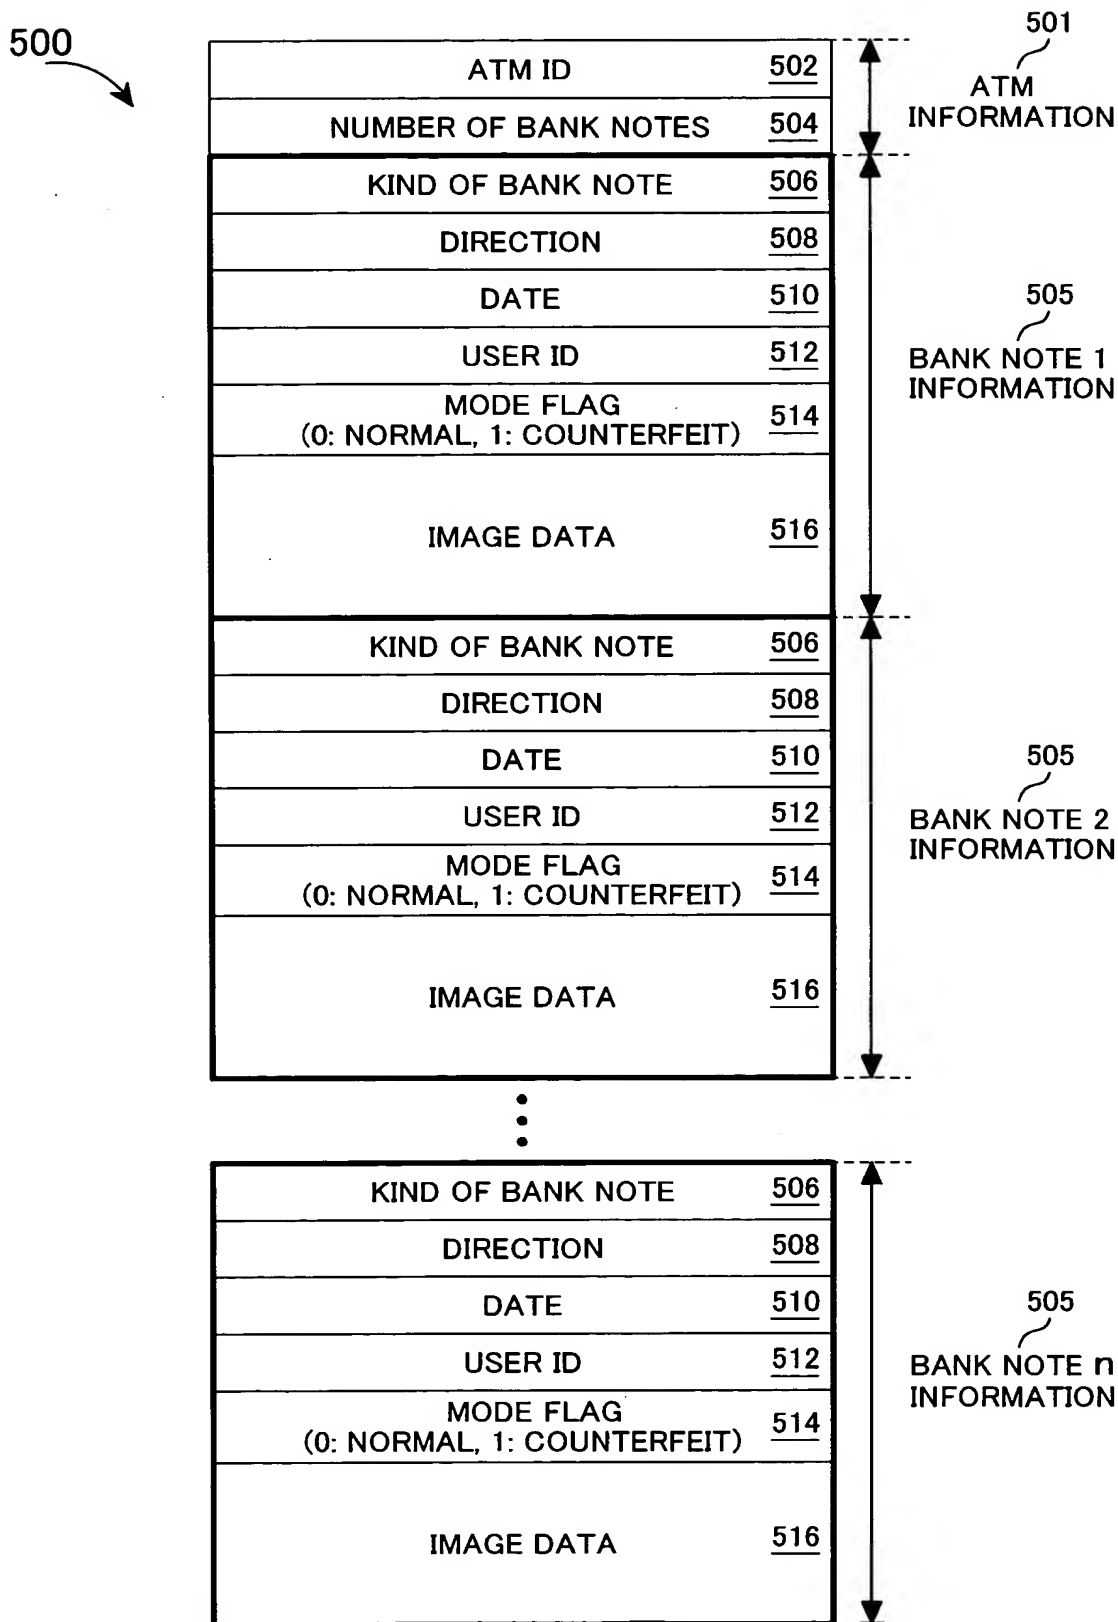 500
501
ATM ID 502
ATM
INFORMATION
NUMBER OF BANK NOTES 504
KIND OF BANK NOTE 506
DIRECTION 508
DATE 510
505
USER ID 512
BANK NOTE 1
INFORMATION
MODE FLAG
(0: NORMAL, 1: COUNTERFEIT) 514
IMAGE DATA 516
KIND OF BANK NOTE 506
DIRECTION 508
DATE 510
505
USER ID 512
BANK NOTE 2
INFORMATION
MODE FLAG
(0: NORMAL, 1: COUNTERFEIT) 514
IMAGE DATA 516
KIND OF BANK NOTE 506
DIRECTION 508
DATE 510
505
USER ID 512
BANK NOTE n
INFORMATION
MODE FLAG
(0: NORMAL, 1: COUNTERFEIT) 514
IMAGE DATA 516